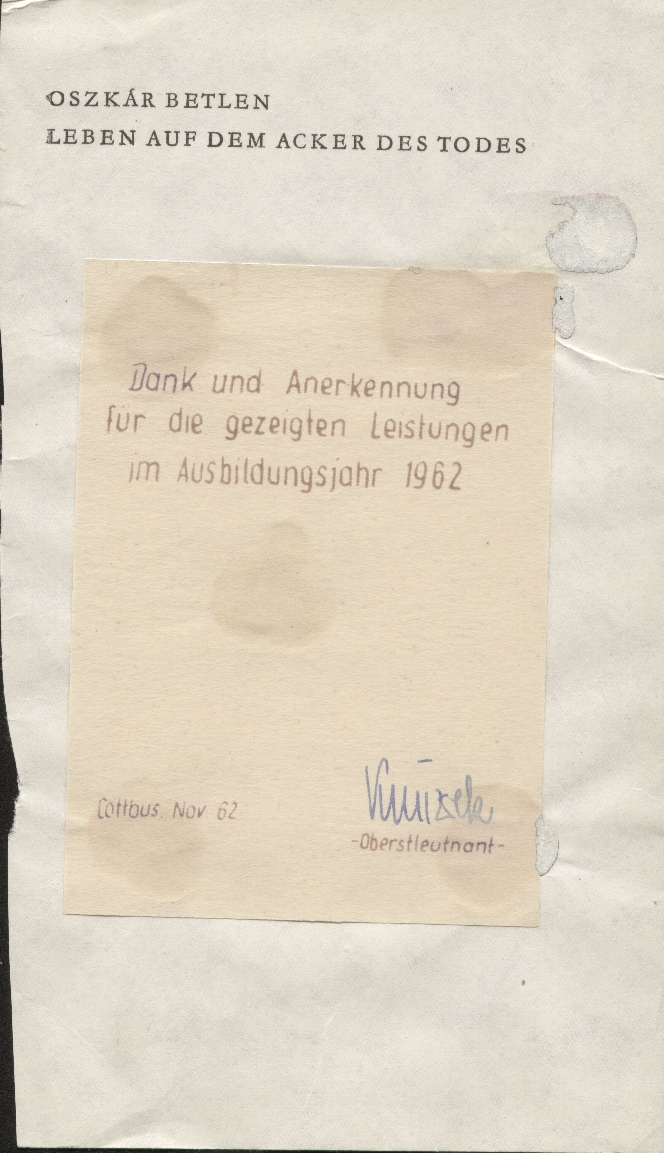 OSZKÁR BETLEN
LEBEN AUF DEM ACKER DES TODES
Dank und Anerkennung
für die gezeigten Leistungen
im Ausbildungsjahr 1962
Cottbus, Nov 62
-Oberstleutnant-